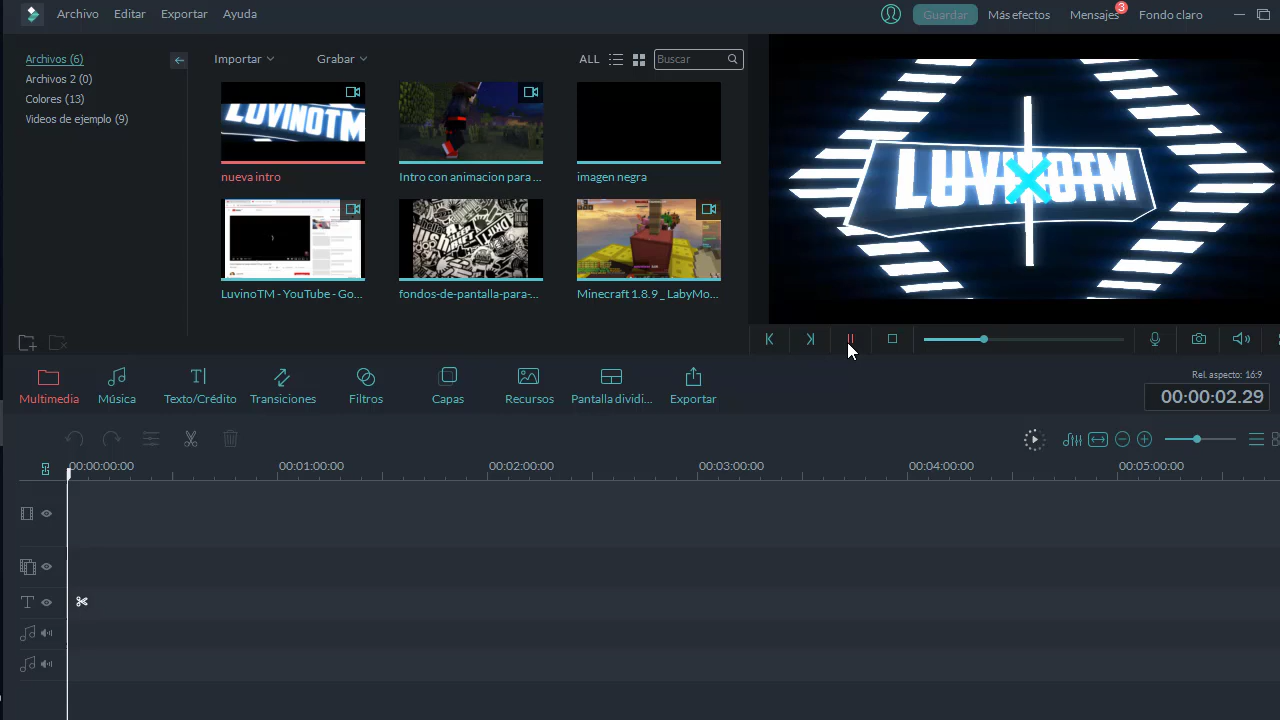 Archivo Editar Exportar Ayuda Guardar Más efectos Mensajes 3 Fondo claro
Archivos (6)
Archivos 2 (0)
Colores (13)
Videos de ejemplo (9)
Importar Grabar ALL Buscar
LUVINOTM
nueva intro Intro con animacion para ... imagen negra
LuvinoTM - YouTube - Go... fondos-de-pantalla-para-... Minecraft 1.8.9 _ LabyMo...
LUVINOTM
Multimedia Música Texto/Crédito Transiciones Filtros Capas Recursos Pantalla dividi... Exportar
Rel. aspecto: 16:9
00:00:02.29
00:00:00:00 00:01:00:00 00:02:00:00 00:03:00:00 00:04:00:00 00:05:00:00